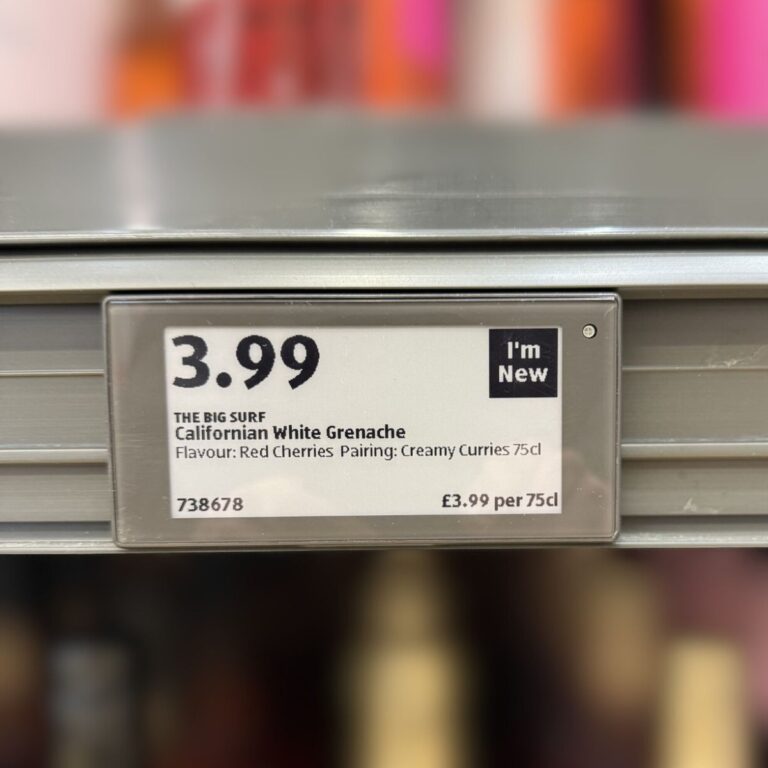 3.99
I'm
New
THE BIG SURF
Californian White Grenache
Flavour: Red Cherries Pairing: Creamy Curries 75cl
738678 £3.99 per 75cl